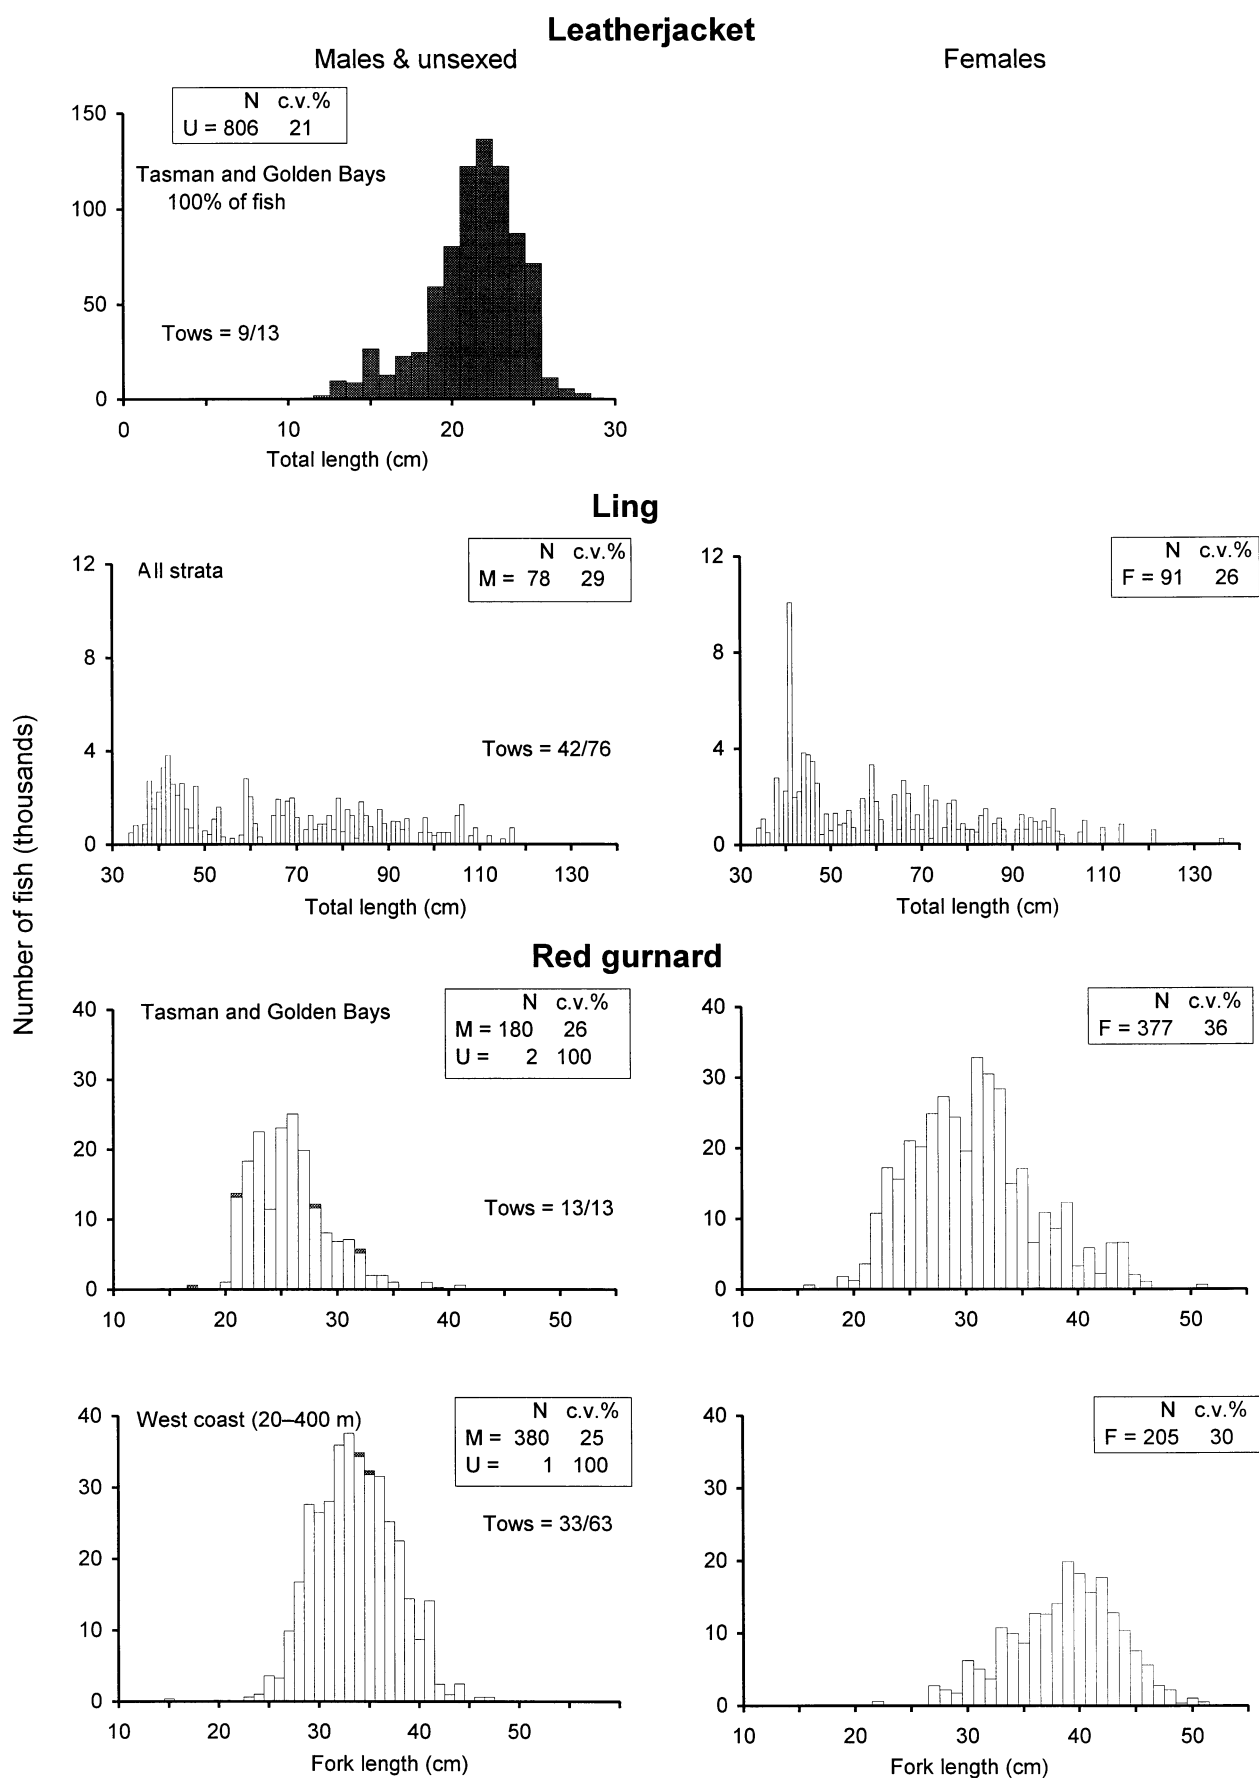 Leatherjacket
Males & unsexed
Females
N c.v.%
U = 806 21
Tasman and Golden Bays
100% of fish
Tows = 9/13
150
100
50
0
0 10 20 30
Total length (cm)
Ling
Number of fish (thousands)
All strata
N c.v.%
M = 78 29
Tows = 42/76
12
8
4
0
30 50 70 90 110 130
Total length (cm)
N c.v.%
F = 91 26
12
8
4
0
30 50 70 90 110 130
Total length (cm)
Red gurnard
Tasman and Golden Bays
N c.v.%
M = 180 26
U = 2 100
Tows = 13/13
40
30
20
10
0
10 20 30 40 50
N c.v.%
F = 377 36
40
30
20
10
0
10 20 30 40 50
West coast (20–400 m)
N c.v.%
M = 380 25
U = 1 100
Tows = 33/63
40
30
20
10
0
10 20 30 40 50
Fork length (cm)
N c.v.%
F = 205 30
40
30
20
10
0
10 20 30 40 50
Fork length (cm)